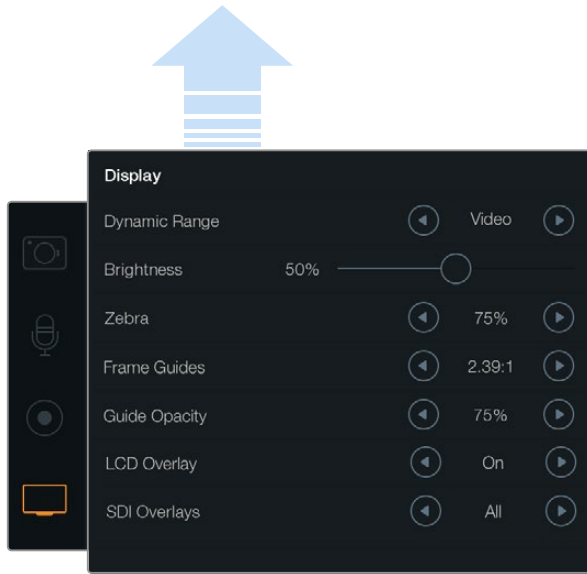 Display
Dynamic Range Video
Brightness 50%
Zebra 75%
Frame Guides 2.39:1
Guide Opacity 75%
LCD Overlay On
SDI Overlays All